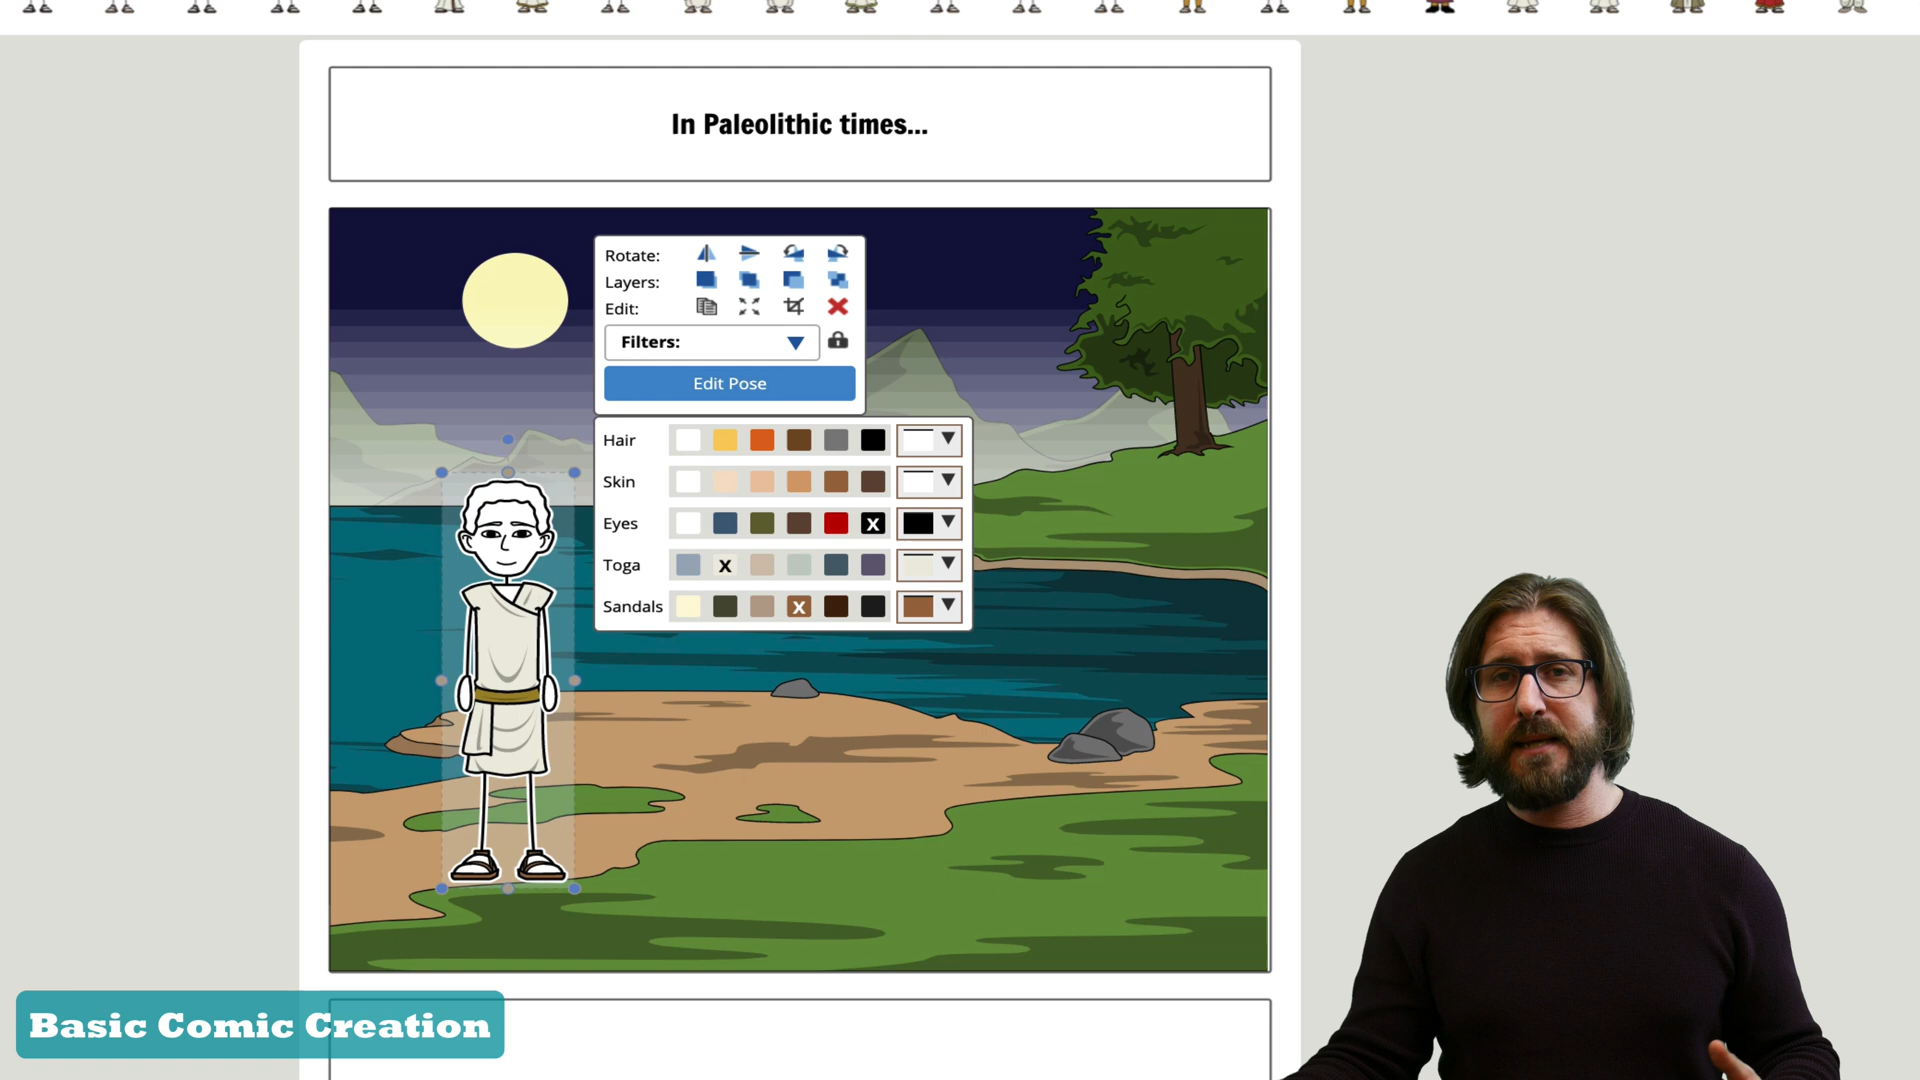 In Paleolithic times...
Rotate:
Layers:
Edit:
Filters:
Edit Pose
Hair
Skin
Eyes X
Toga X
Sandals X
Basic Comic Creation